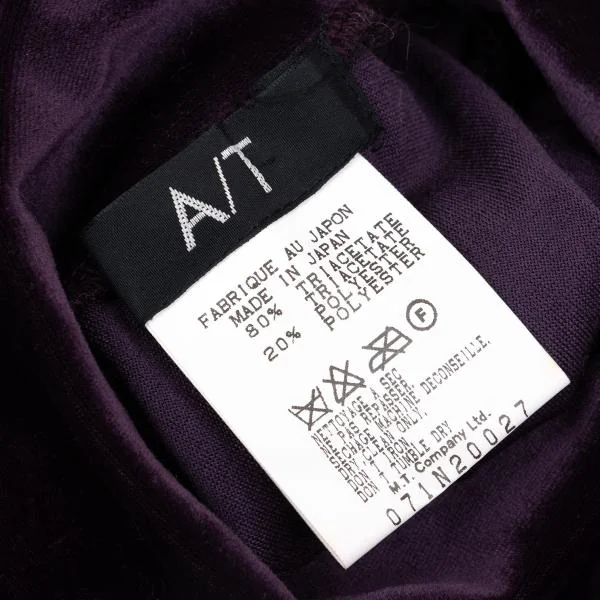 A/T
FABRIQUE AU JAPON
MADE IN JAPAN
80% TRIACETATE
TRIACETATE
20% POLYESTER
POLYESTER
F
NETTOYAGE A SEC
NE PAS REPASSER.
SECHAGE MACHINE DECONSEILLE.
DRY CLEAN ONLY.
DON'T IRON.
DON'T TUMBLE DRY.
M.T. Company Ltd.
071N20027